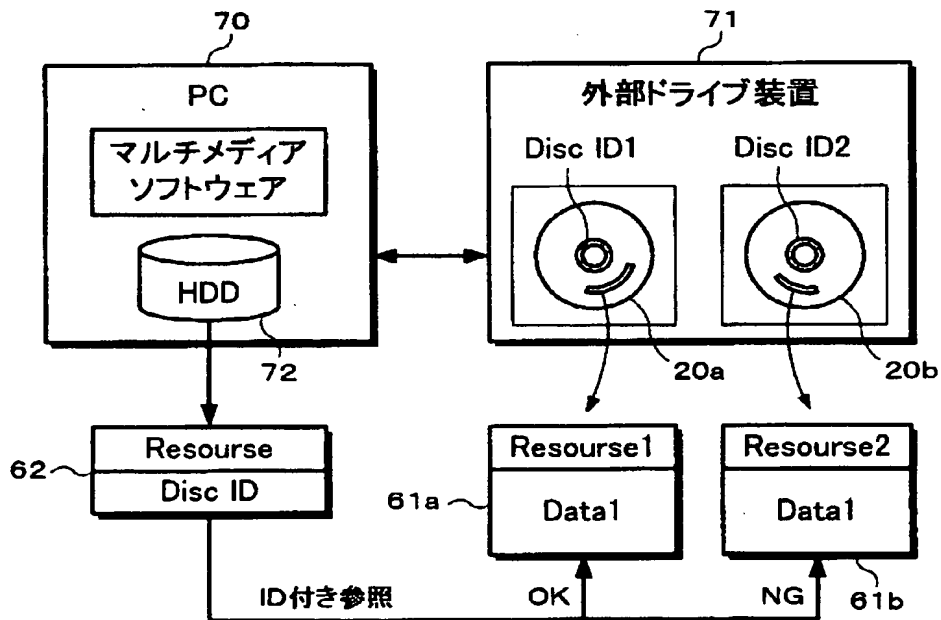 70
71
PC
マルチメディア
ソフトウェア
HDD
72
外部ドライブ装置
Disc ID1
Disc ID2
20a
20b
62
Resourse
Disc ID
61a
Resourse1
Data1
Resourse2
Data1
61b
ID付き参照
OK
NG